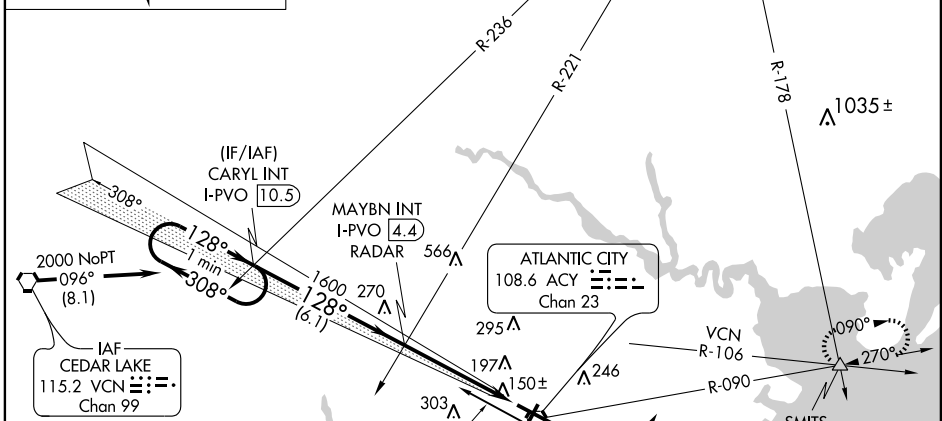 R-236
R-221
R-178
1035±
(IF/IAF)
CARYL INT
I-PVO 10.5
308°
MAYBN INT
I-PVO 4.4
RADAR
128°
1 min
308°
2000 NoPT
096°
(8.1)
1600
128°
(6.1)
270
566
ATLANTIC CITY
108.6 ACY
Chan 23
295
IAF
CEDAR LAKE
115.2 VCN
Chan 99
197
150±
246
303
VCN
R-106
R-090
090°
270°
SMITS